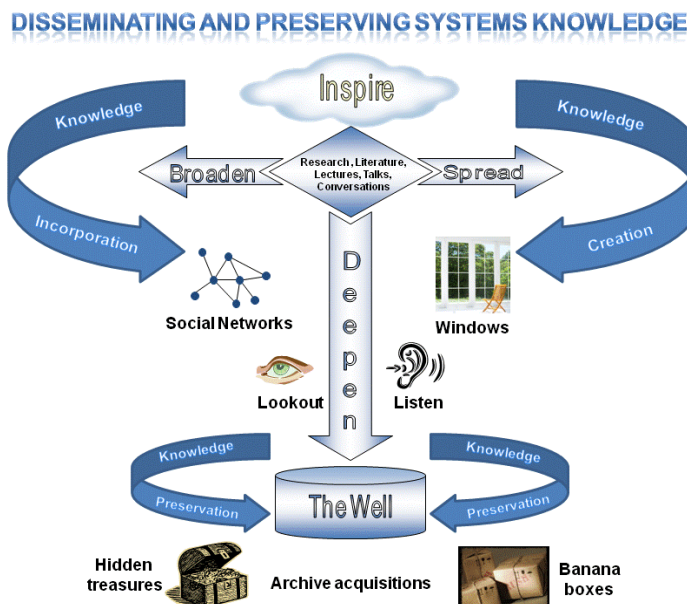 DISSEMINATING AND PRESERVING SYSTEMS KNOWLEDGE
Inspire
Knowledge
Knowledge
Research, Literature,
Lectures, Talks,
Conversations
Broaden
Spread
Incorporation
Creation
Deepen
Social Networks
Windows
Lookout
Listen
Knowledge
Knowledge
Preservation
Preservation
The Well
Hidden
treasures
Archive acquisitions
Banana
boxes